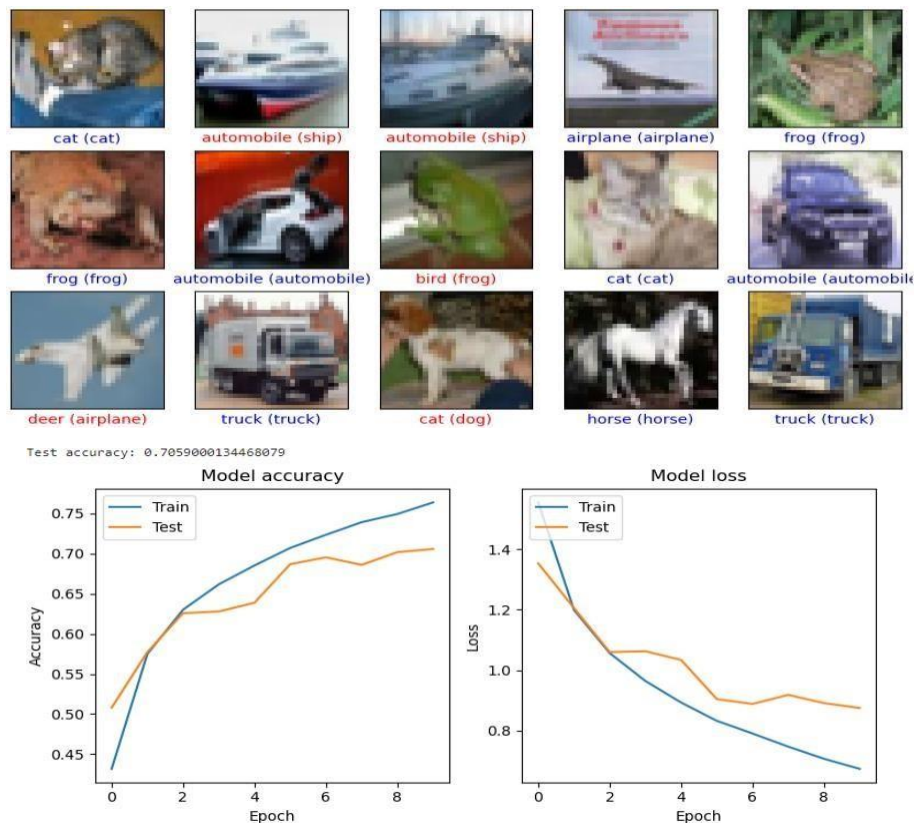 cat (cat)
automobile (ship)
automobile (ship)
airplane (airplane)
frog (frog)
frog (frog)
automobile (automobile)
bird (frog)
cat (cat)
automobile (automobile
deer (airplane)
truck (truck)
cat (dog)
horse (horse)
truck (truck)
Test accuracy: 0.7059000134468079
Model accuracy
Train
Test
0.75
0.70
0.65
0.60
0.55
0.50
0.45
Accuracy
0 2 4 6 8
Epoch
Model loss
Train
Test
1.4
1.2
1.0
0.8
Loss
0 2 4 6 8
Epoch